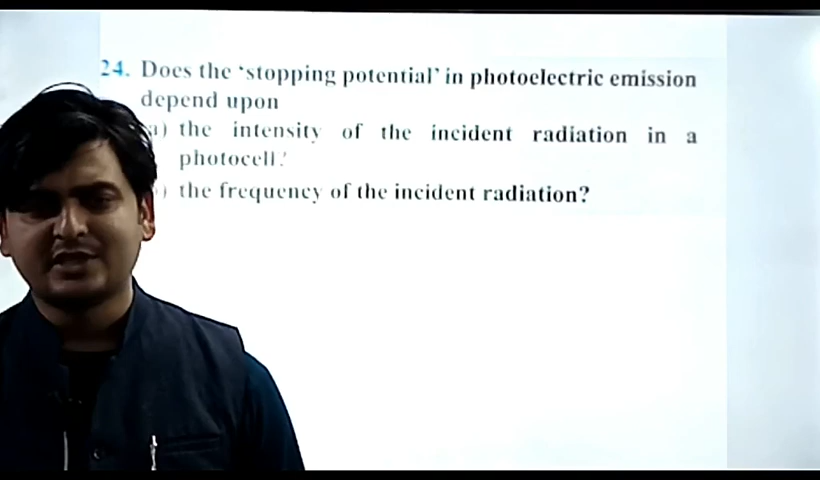 24. Does the ‘stopping potential’ in photoelectric emission
depend upon
a) the intensity of the incident radiation in a
photocell?
) the frequency of the incident radiation?